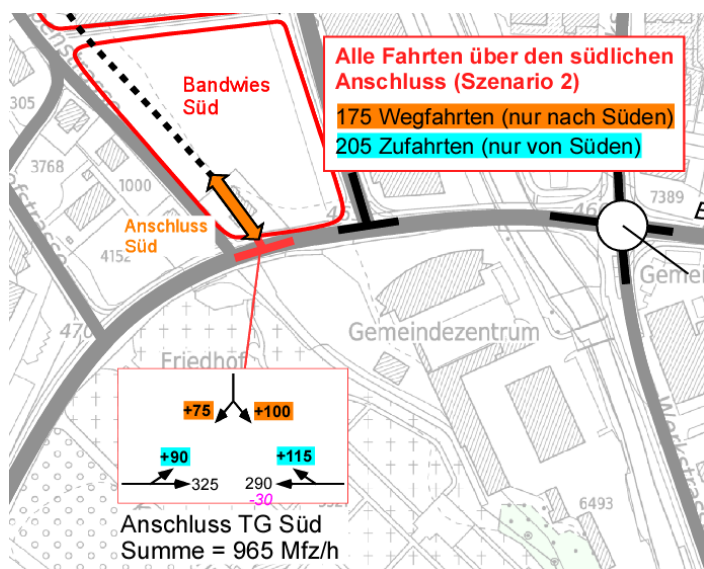 Alle Fahrten über den südlichen
Anschluss (Szenario 2)
175 Wegfahrten (nur nach Süden)
205 Zufahrten (nur von Süden)
Bandwies
Süd
305
3768
1000
7389
Anschluss
Süd
4152
470
Gemeindezentrum
Friedhof
+75
+100
+90
+115
325
290
-30
6493
Anschluss TG Süd
Summe = 965 Mfz/h